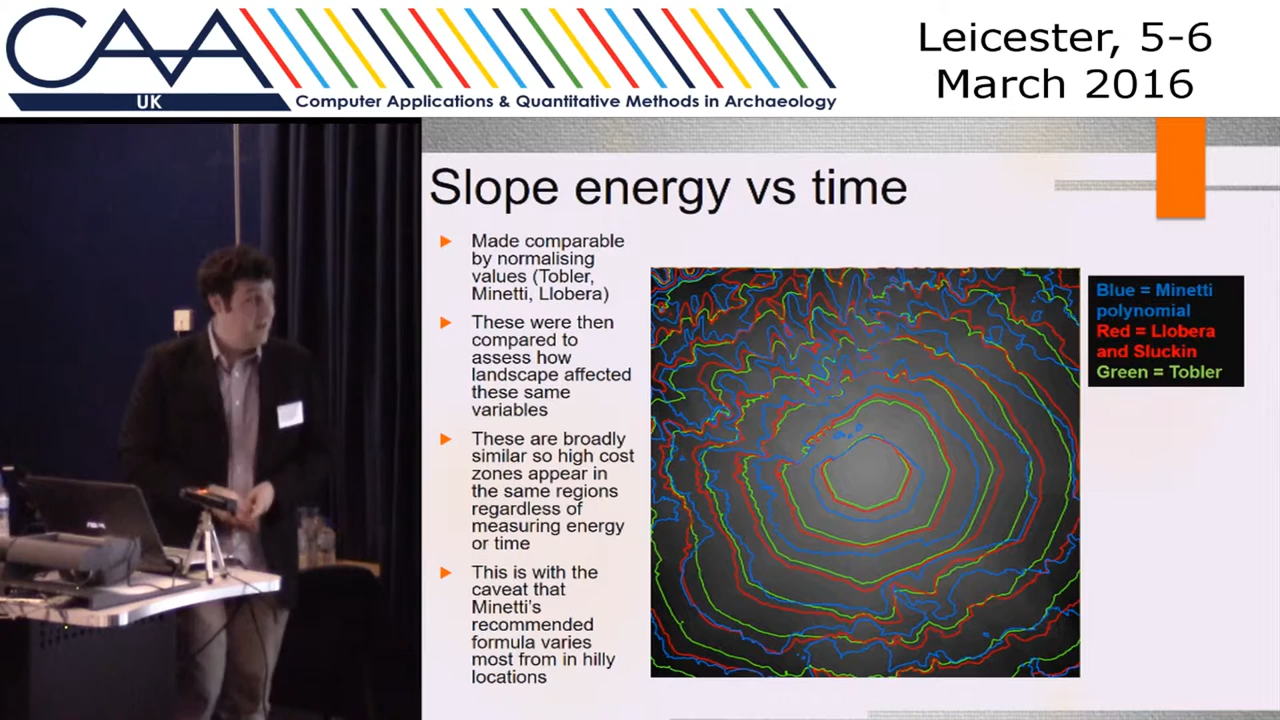 CAA
UK
Computer Applications & Quantitative Methods in Archaeology
Leicester, 5-6
March 2016
Slope energy vs time
Made comparable
by normalising
values (Tobler,
Minetti, Llobera)
These were then
compared to
assess how
landscape affected
these same
variables
These are broadly
similar so high cost
zones appear in
the same regions
regardless of
measuring energy
or time
This is with the
caveat that
Minetti's
recommended
formula varies
most from in hilly
locations
Blue = Minetti
polynomial
Red = Llobera
and Sluckin
Green = Tobler